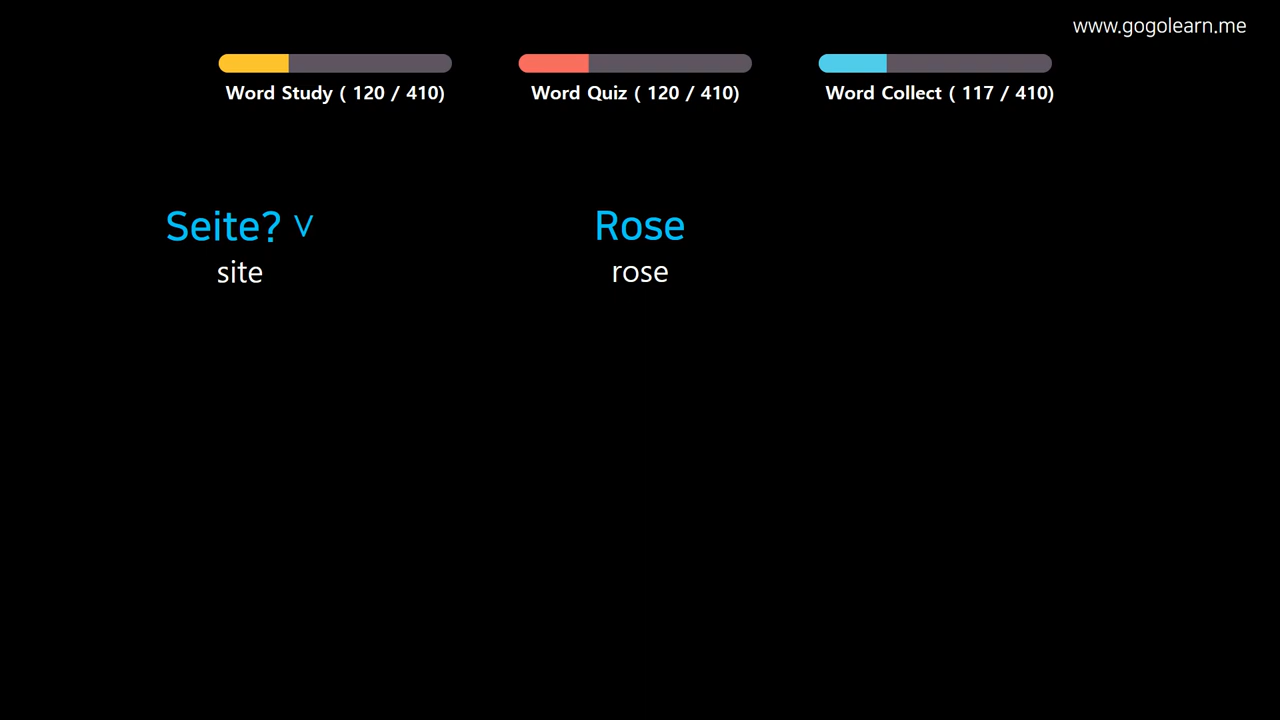 www.gogolearn.me
Word Study ( 120 / 410)
Word Quiz ( 120 / 410)
Word Collect ( 117 / 410)
Seite? V
site
Rose
rose